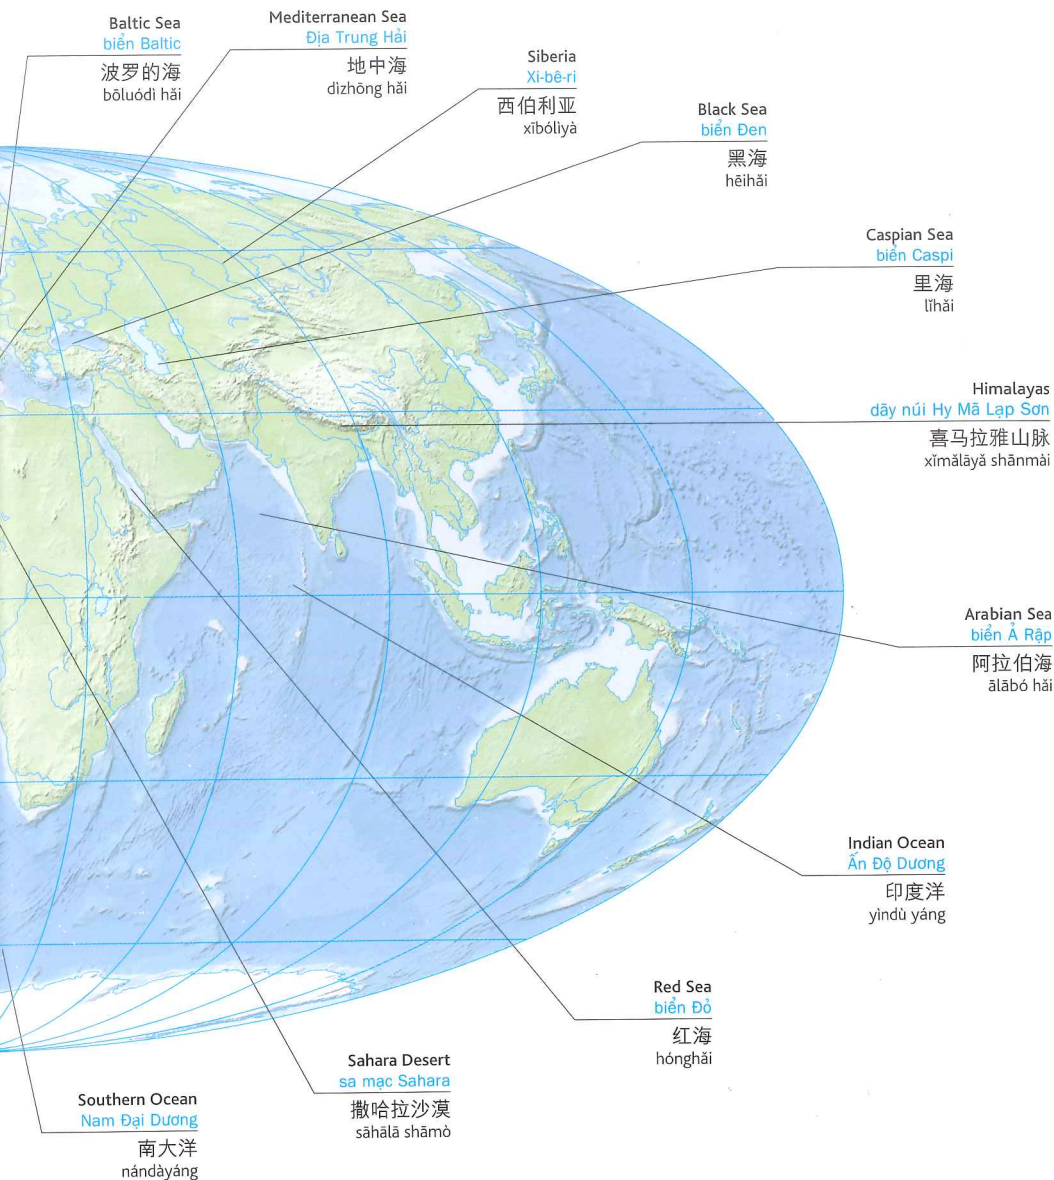 Baltic Sea
biển Baltic
波罗的海
bōluódì hǎi
Mediterranean Sea
Địa Trung Hải
地中海
dìzhōng hǎi
Siberia
Xi-bê-ri
西伯利亚
xībólìyà
Black Sea
biển Đen
黑海
hēihǎi
Caspian Sea
biển Caspi
里海
lǐhǎi
Himalayas
dãy núi Hy Mã Lạp Sơn
喜马拉雅山脉
xǐmǎlāyǎ shānmài
Arabian Sea
biển Ả Rập
阿拉伯海
ālābó hǎi
Indian Ocean
Ấn Độ Dương
印度洋
yìndù yáng
Red Sea
biển Đỏ
红海
hónghǎi
Sahara Desert
sa mạc Sahara
撒哈拉沙漠
sāhālā shāmò
Southern Ocean
Nam Đại Dương
南大洋
nándàyáng